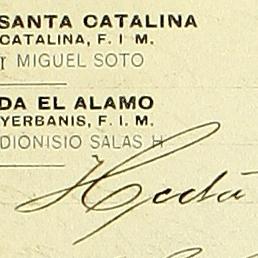 SANTA CATALINA
CATALINA, F. I M.
r MIGUEL SOTO
DA EL ALAMO
YERBANIS, F. I. M.
DIONISIO SALAS H